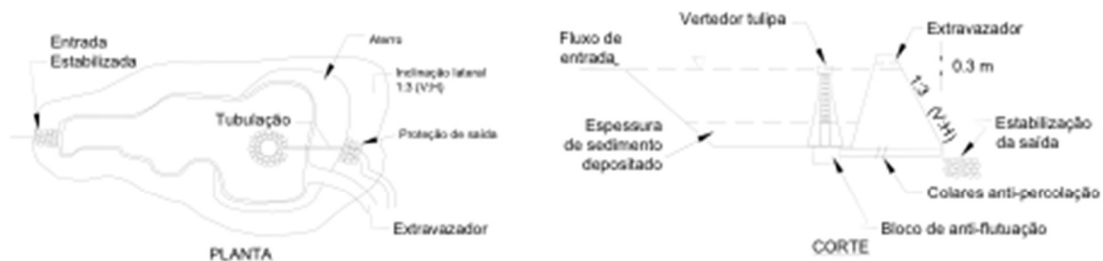 Entrada
Estabilizada
Aterro
Inclinação lateral
1:3 (V:H)
Tubulação
Proteção de saída
Extravazador
PLANTA
Vertedor tulipa
Fluxo de
entrada
Extravazador
0.3 m
1:3 (V:H)
Espessura
de sedimento
depositado
Estabilização
da saída
Colares anti-percolação
Bloco de anti-flutuação
CORTE